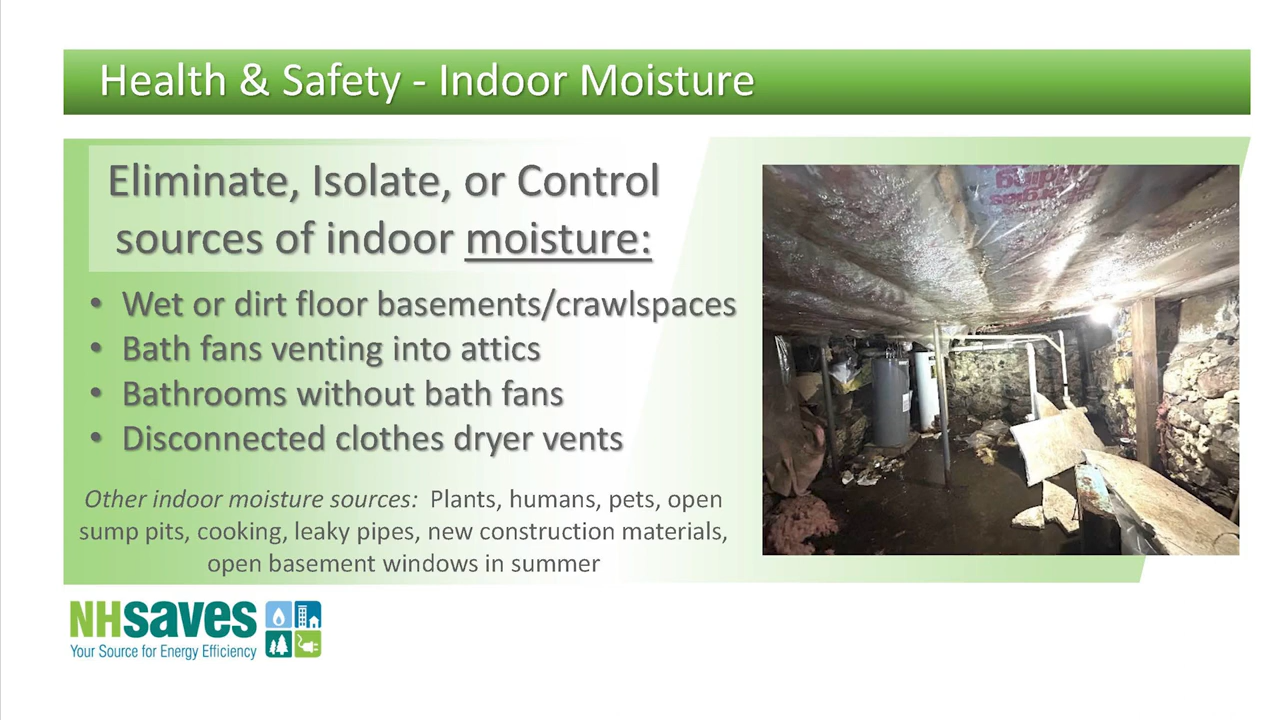 Health & Safety - Indoor Moisture
Eliminate, Isolate, or Control
sources of indoor moisture:
• Wet or dirt floor basements/crawlspaces
• Bath fans venting into attics
• Bathrooms without bath fans
• Disconnected clothes dryer vents
Other indoor moisture sources: Plants, humans, pets, open
sump pits, cooking, leaky pipes, new construction materials,
open basement windows in summer
NHsaves
Your Source for Energy Efficiency